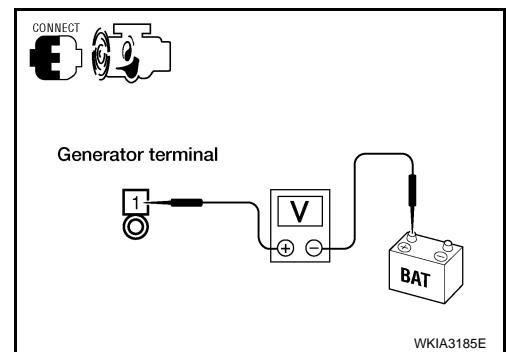 CONNECT
Generator terminal
1
V
+ −
+ −
BAT
WKIA3185E